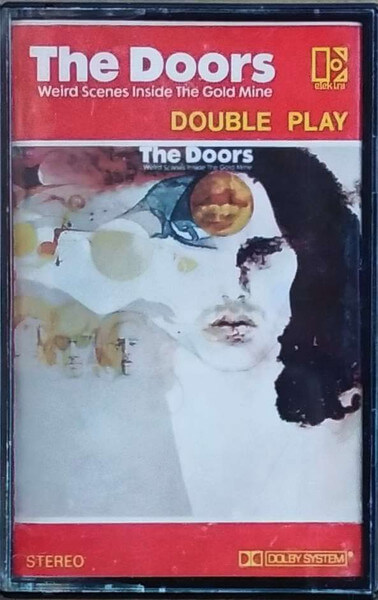 The Doors
Weird Scenes Inside The Gold Mine
elektra
DOUBLE PLAY
The Doors
Weird Scenes Inside The Gold Mine
STEREO
DOLBY SYSTEM®